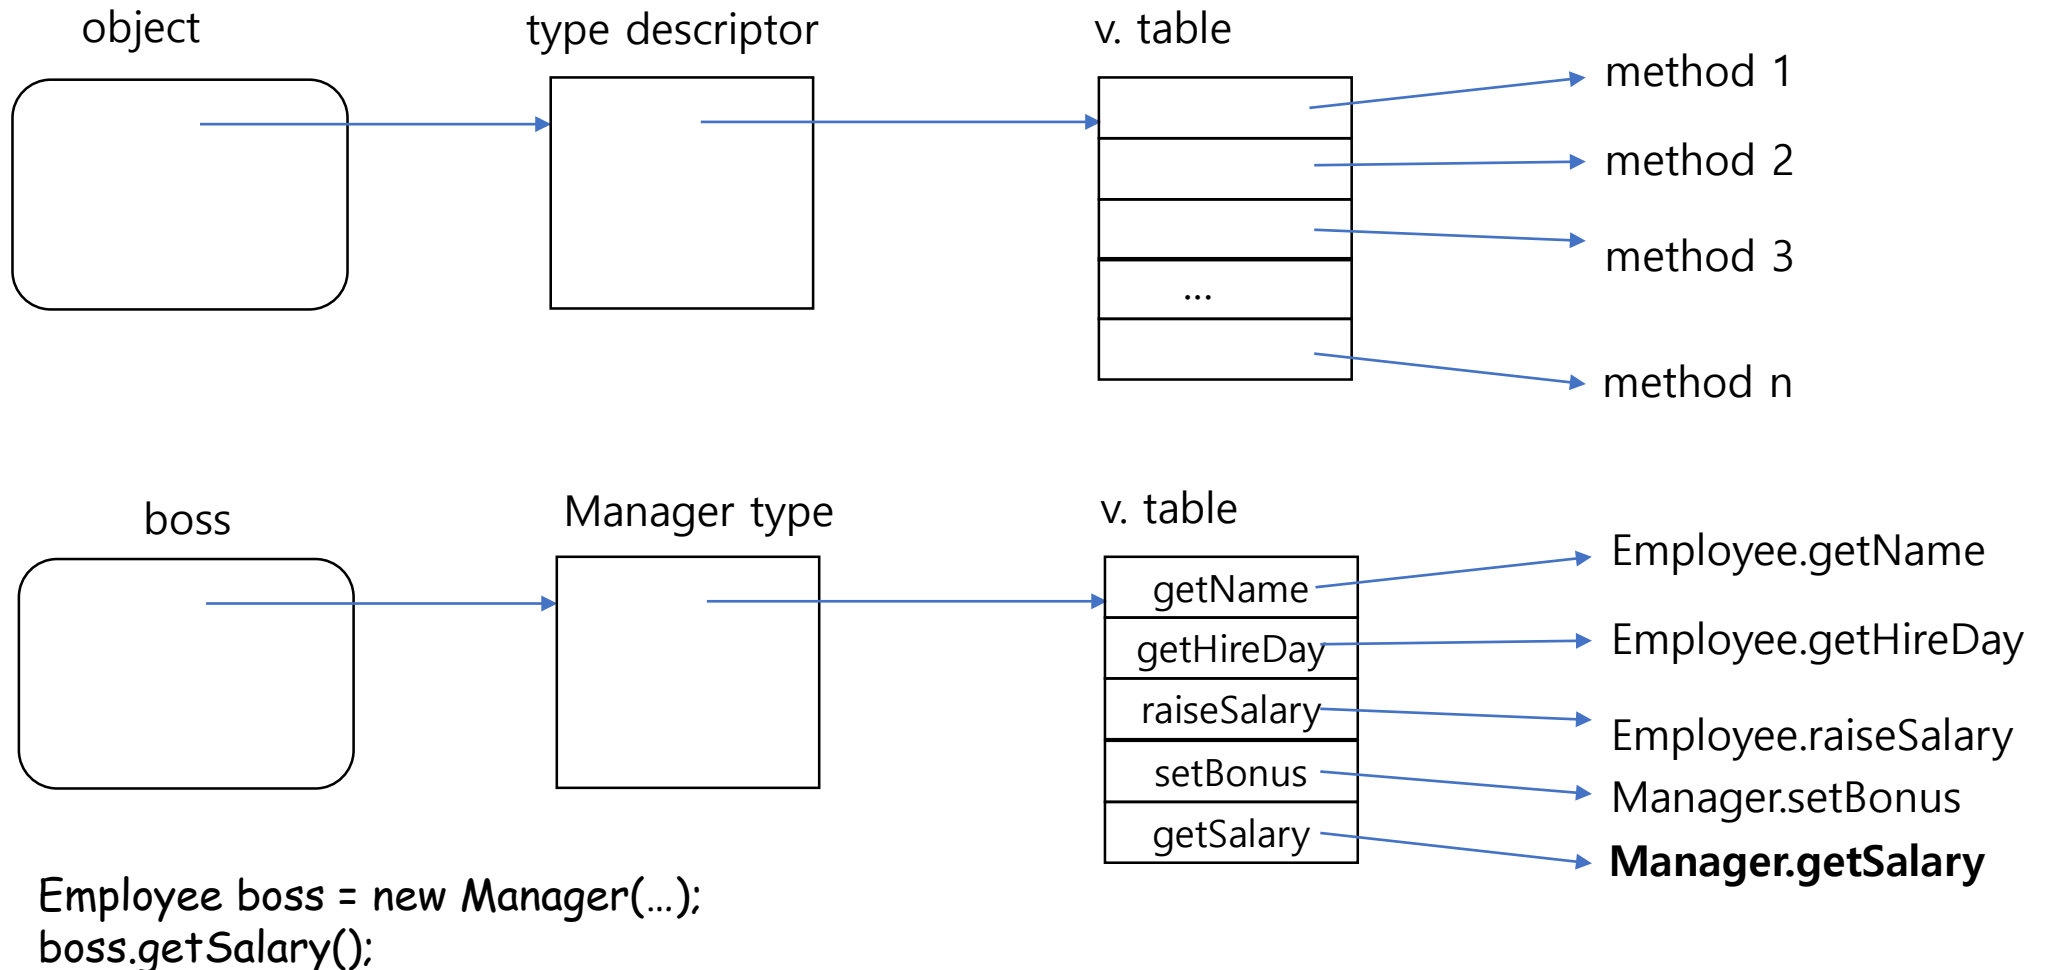 object
type descriptor
v. table
method 1
method 2
method 3
...
method n
boss
Manager type
v. table
getName
Employee.getName
getHireDay
Employee.getHireDay
raiseSalary
Employee.raiseSalary
setBonus
Manager.setBonus
getSalary
Manager.getSalary
Employee boss = new Manager(...);
boss.getSalary();